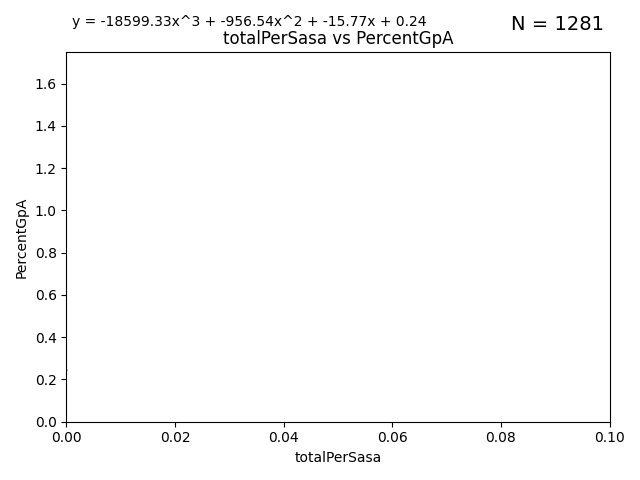 y = -18599.33x^3 + -956.54x^2 + -15.77x + 0.24
N = 1281
totalPerSasa vs PercentGpA
PercentGpA
1.6
1.4
1.2
1.0
0.8
0.6
0.4
0.2
0.0
0.00 0.02 0.04 0.06 0.08 0.10
totalPerSasa